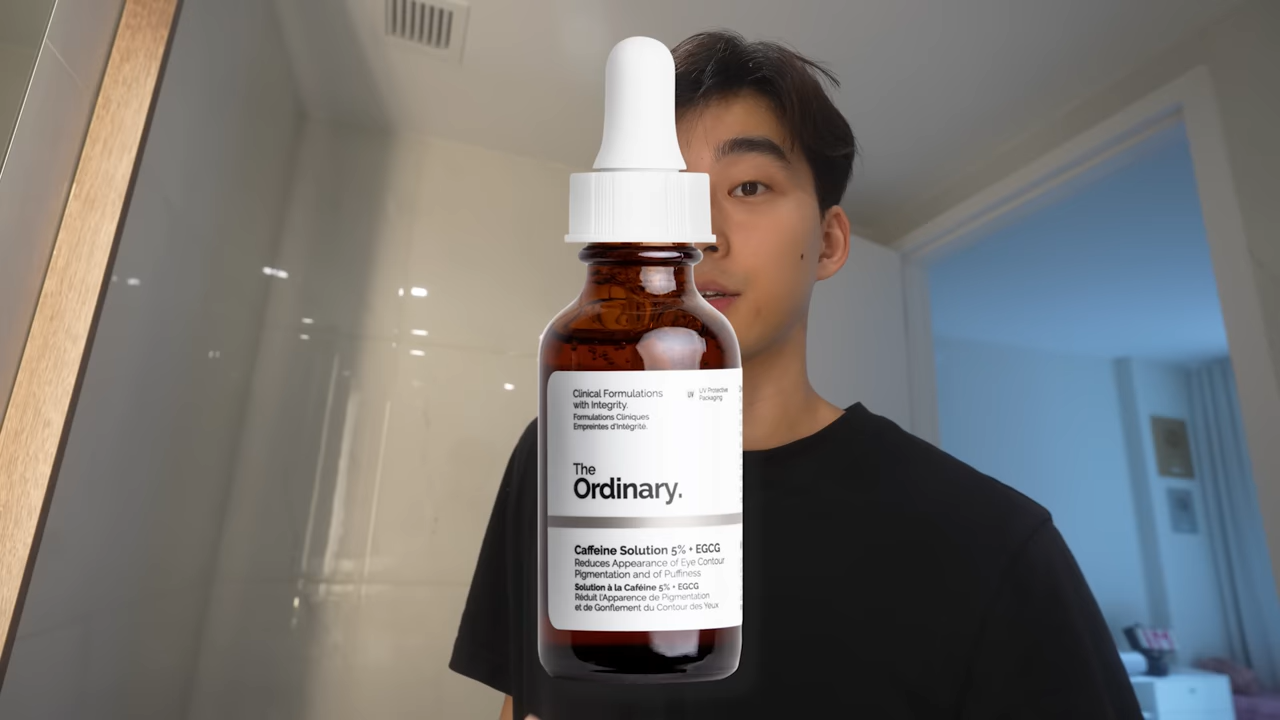 Clinical Formulations
with Integrity.
Formulations Cliniques
Empreintes d'Intégrité.
UV
UV Protective
Packaging
The
Ordinary.
Caffeine Solution 5% + EGCG
Reduces Appearance of Eye Contour
Pigmentation and of Puffiness
Solution à la Caféine 5% + EGCG
Réduit l'Apparence de Pigmentation
et de Gonflement du Contour des Yeux